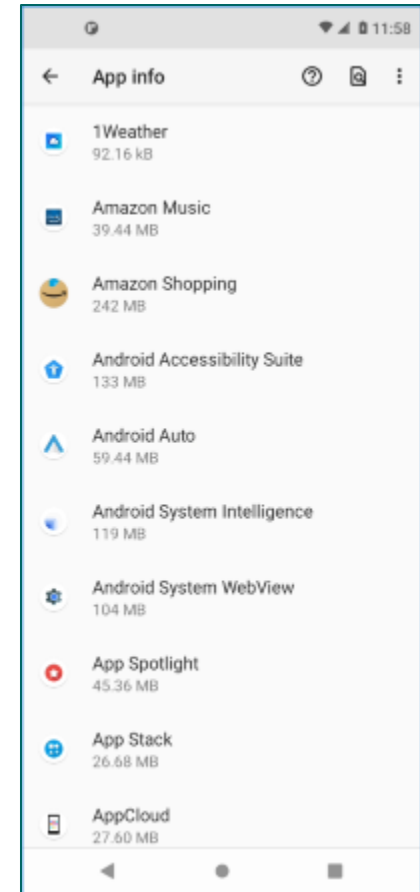 11:58
App info
1Weather
92.16 kB
Amazon Music
39.44 MB
Amazon Shopping
242 MB
Android Accessibility Suite
133 MB
Android Auto
59.44 MB
Android System Intelligence
119 MB
Android System WebView
104 MB
App Spotlight
45.36 MB
App Stack
26.68 MB
AppCloud
27.60 MB